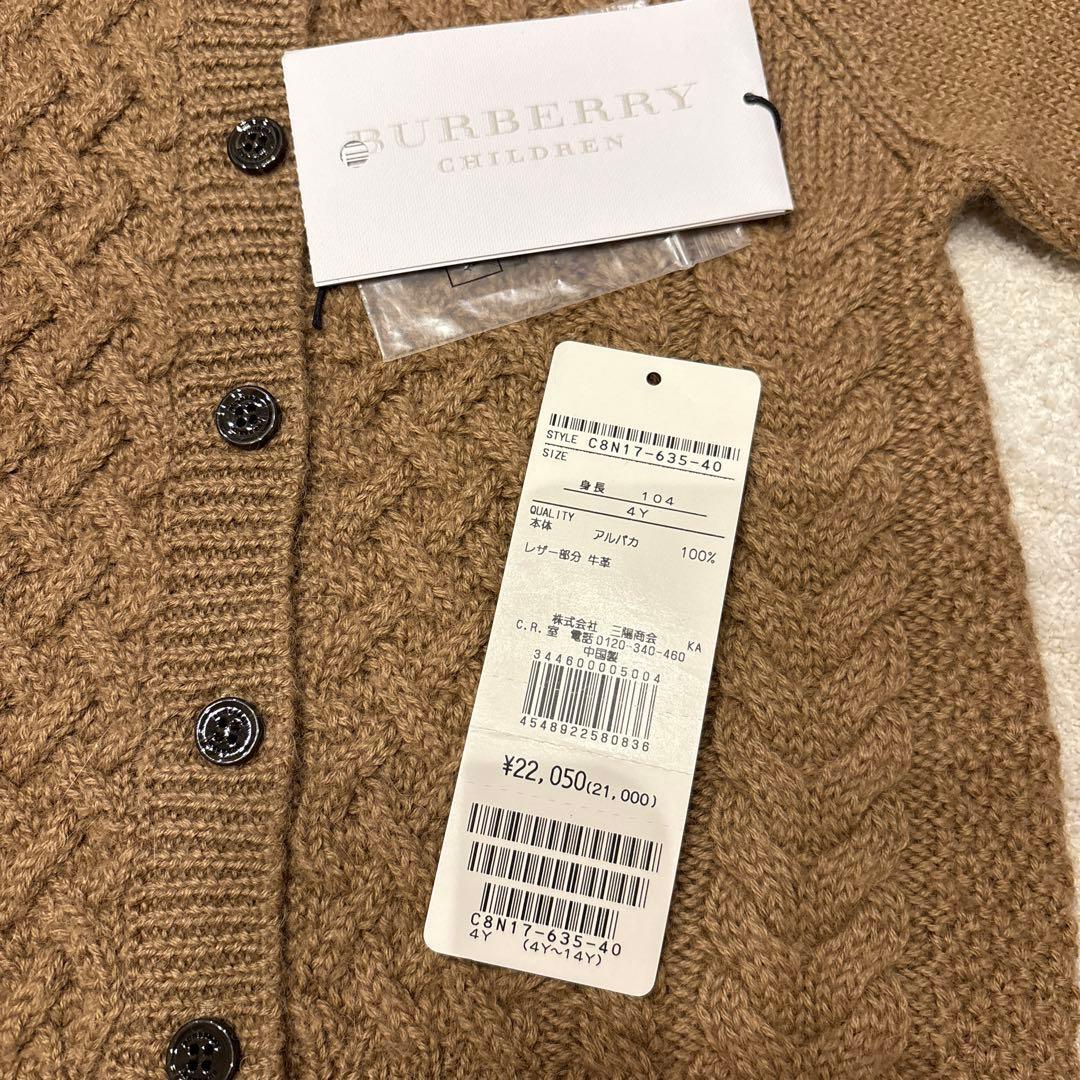 BURBERRY
CHILDREN
STYLE C8N17-635-40
SIZE
身長 104
4Y
QUALITY
本体 アルパカ 100%
レザー部分 牛革
株式会社 三陽商会 KA
C.R.室 電話0120-340-460
中国製
344600005004
4548922580836
¥22,050(21,000)
C8N17-635-40
4Y (4Y~14Y)